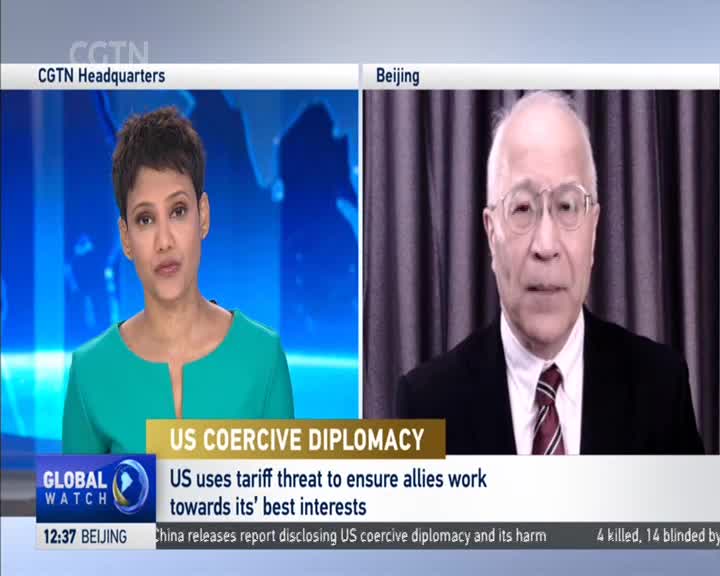 CGTN
CGTN Headquarters
Beijing
US COERCIVE DIPLOMACY
US uses tariff threat to ensure allies work
towards its' best interests
GLOBAL
WATCH
12:37 BEIJING
China releases report disclosing US coercive diplomacy and its harm 4 killed, 14 blinded by